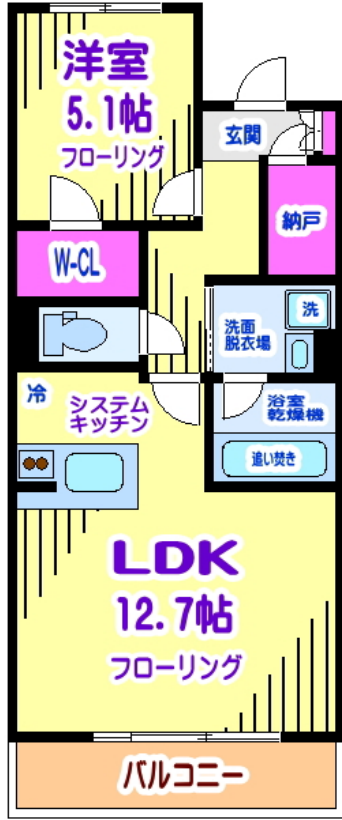 洋室
5.1帖
フローリング
玄関
納戸
W-CL
洗面
脱衣場
洗
冷
システム
キッチン
浴室
乾燥機
追い焚き
LDK
12.7帖
フローリング
バルコニー